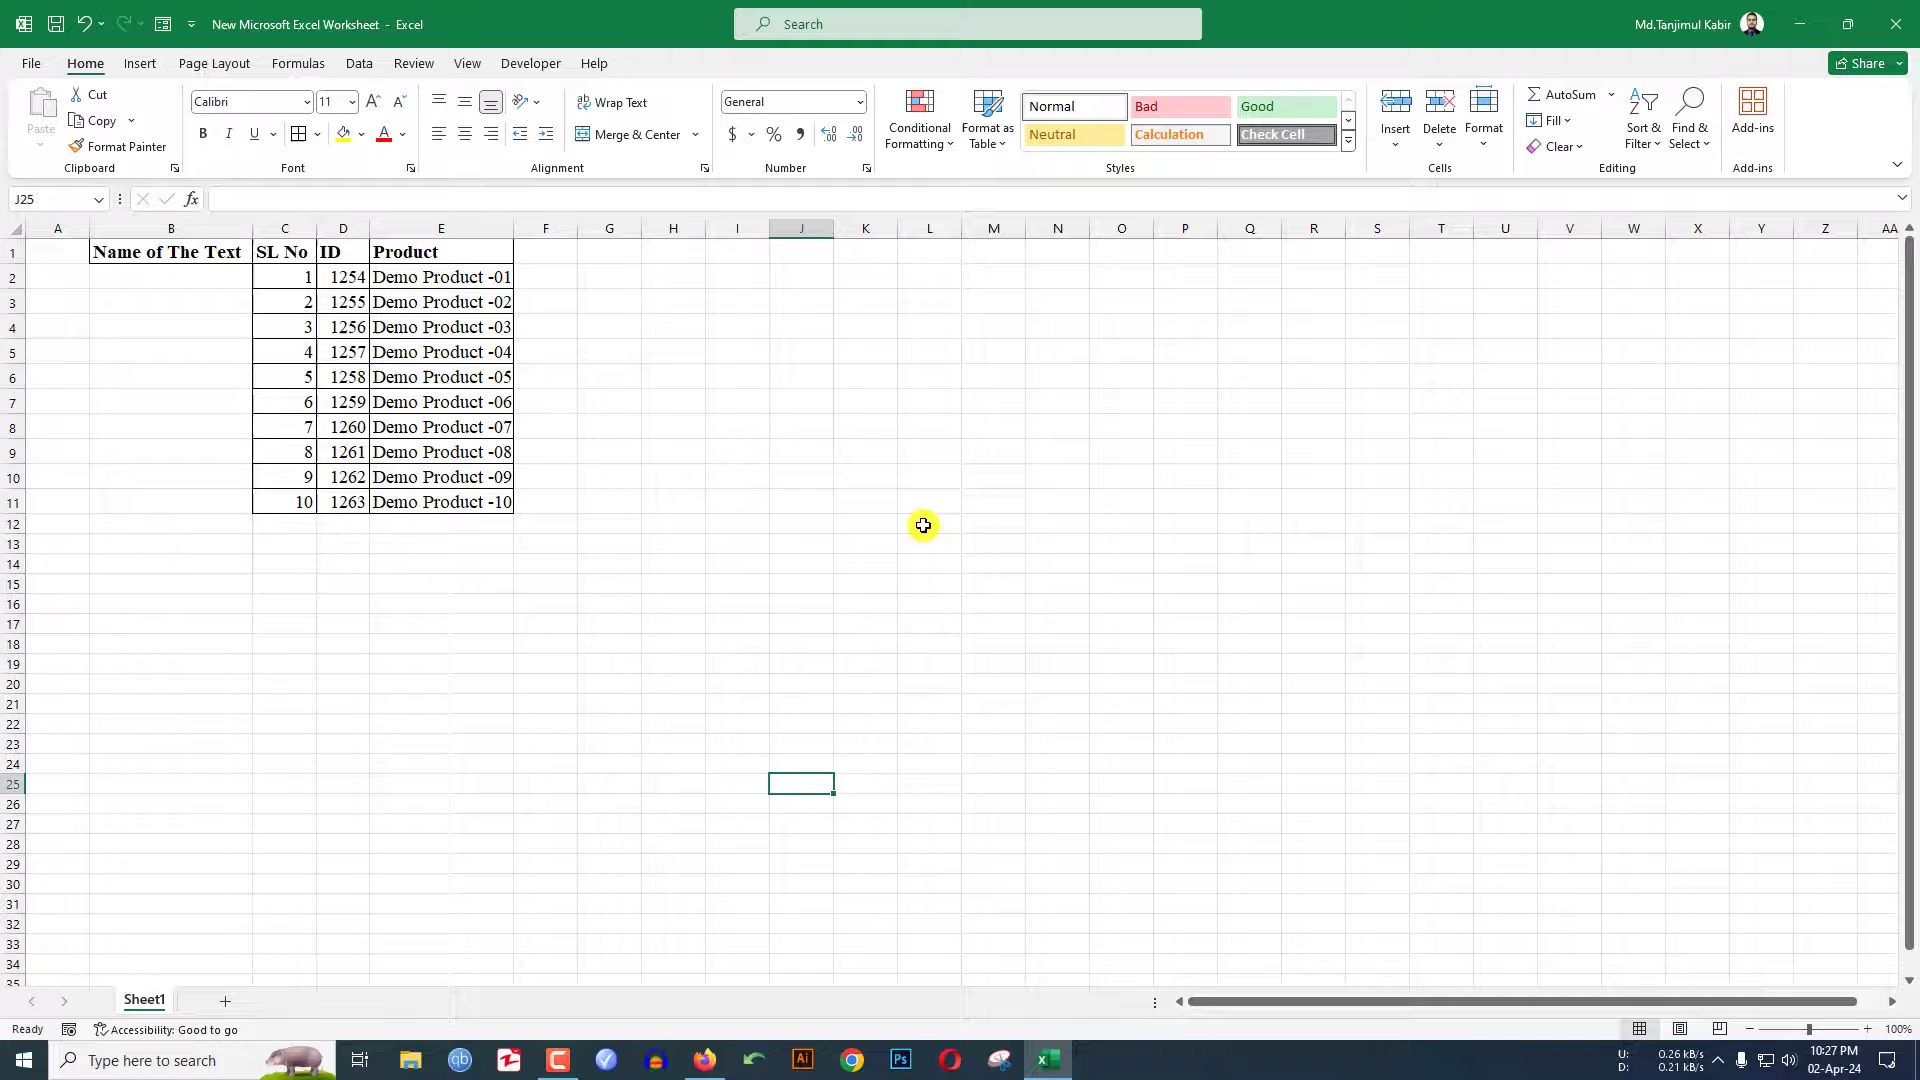 New Microsoft Excel Worksheet - Excel
Search
Md.Tanjimul Kabir
File Home Insert Page Layout Formulas Data Review View Developer Help
Share
Paste
Cut
Copy
Format Painter
Clipboard
Calibri 11
B I U
Font
Wrap Text
Merge & Center
Alignment
General
$ % ,
Number
Conditional Formatting
Format as Table
Normal Bad Good
Neutral Calculation Check Cell
Styles
Insert Delete Format
Cells
AutoSum
Fill
Clear
Sort & Filter
Find & Select
Editing
Add-ins
Add-ins
J25
fx
A B C D E F G H I J K L M N O P Q R S T U V W X Y Z AA
1 Name of The Text SL No ID Product
2 1 1254 Demo Product -01
3 2 1255 Demo Product -02
4 3 1256 Demo Product -03
5 4 1257 Demo Product -04
6 5 1258 Demo Product -05
7 6 1259 Demo Product -06
8 7 1260 Demo Product -07
9 8 1261 Demo Product -08
10 9 1262 Demo Product -09
11 10 1263 Demo Product -10
12
13
14
15
16
17
18
19
20
21
22
23
24
25
26
27
28
29
30
31
32
33
34
35
Sheet1
Ready
Accessibility: Good to go
100%
Type here to search
qb
Ai
Ps
U: 0.26 kB/s
D: 0.21 kB/s
10:27 PM
02-Apr-24